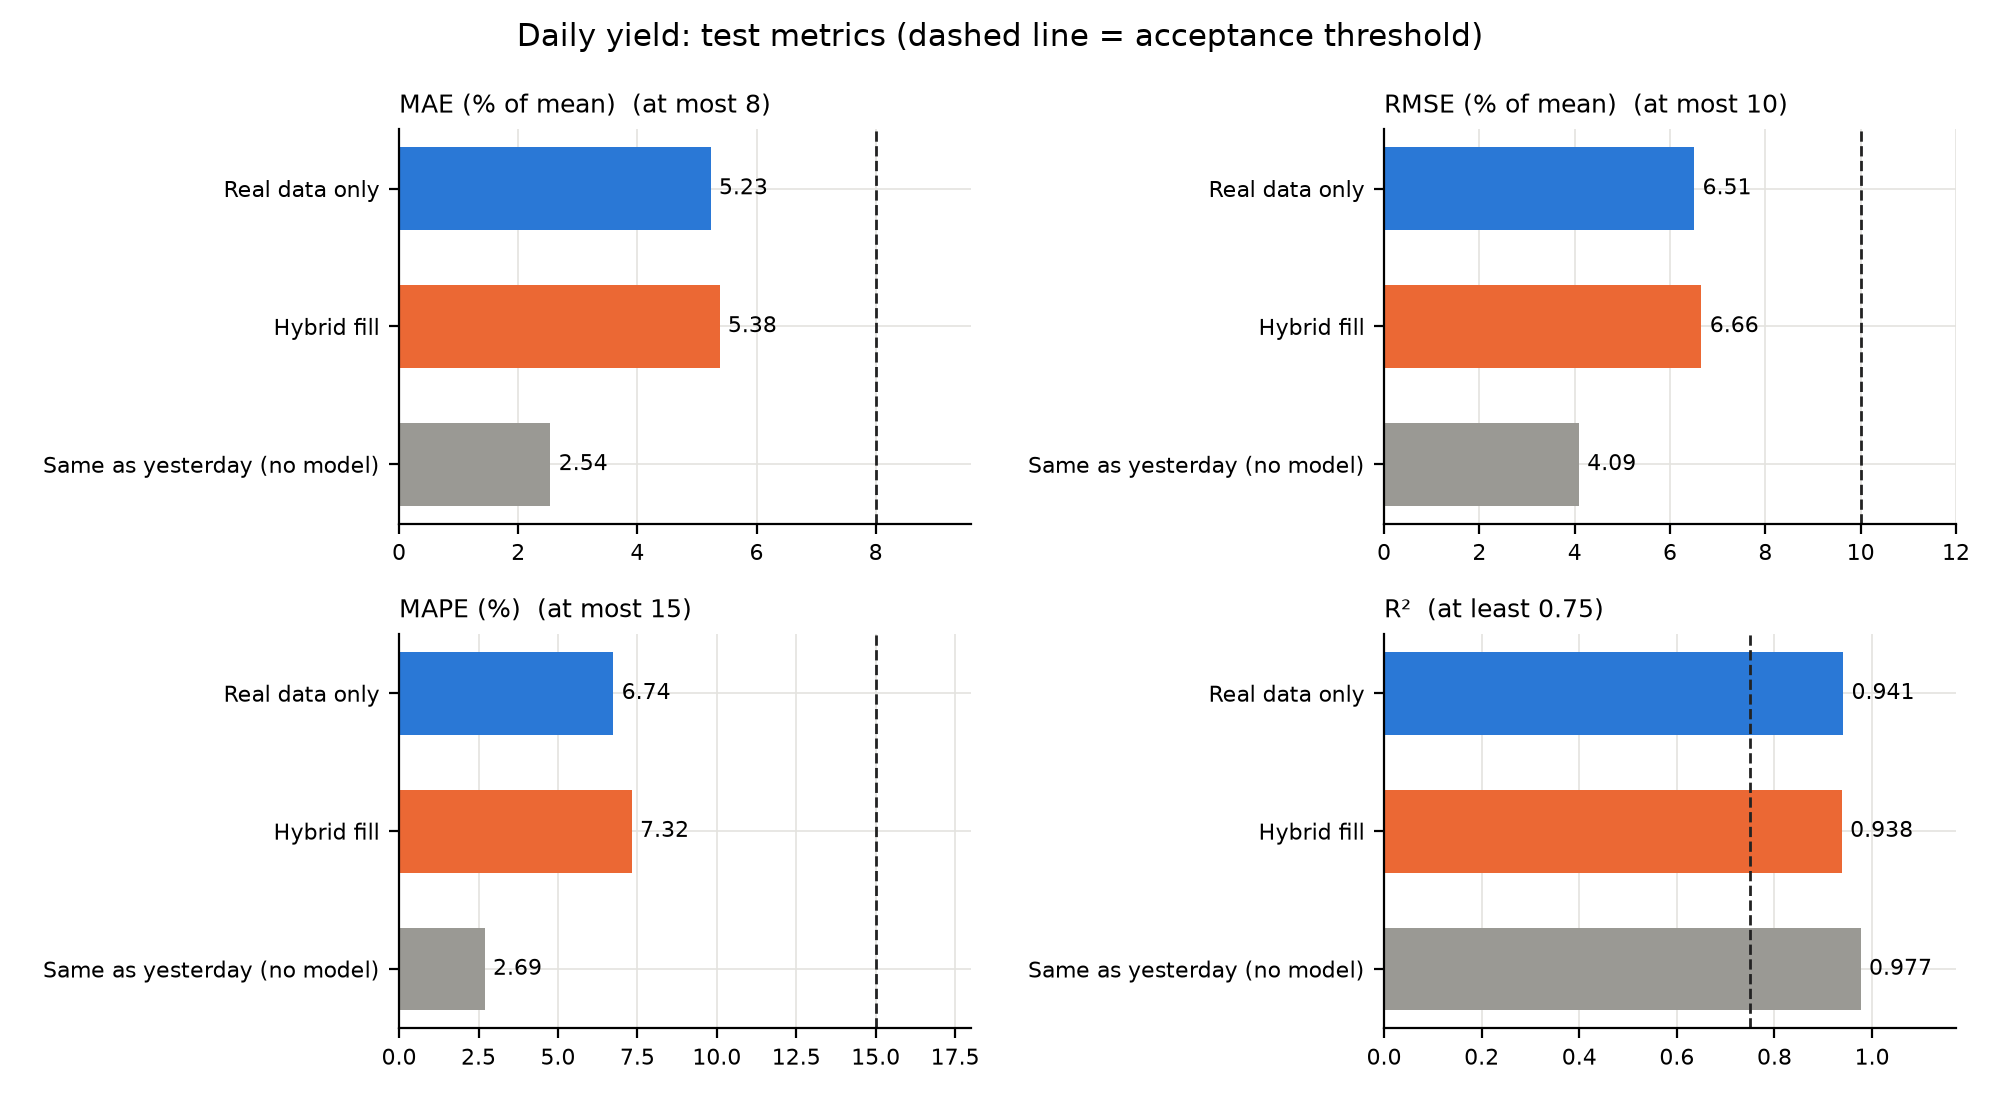 Daily yield: test metrics (dashed line = acceptance threshold)
MAE (% of mean)  (at most 8)
Real data only
5.23
Hybrid fill
5.38
Same as yesterday (no model)
2.54
0 2 4 6 8
RMSE (% of mean)  (at most 10)
Real data only
6.51
Hybrid fill
6.66
Same as yesterday (no model)
4.09
0 2 4 6 8 10 12
MAPE (%)  (at most 15)
Real data only
6.74
Hybrid fill
7.32
Same as yesterday (no model)
2.69
0.0 2.5 5.0 7.5 10.0 12.5 15.0 17.5
R²  (at least 0.75)
Real data only
0.941
Hybrid fill
0.938
Same as yesterday (no model)
0.977
0.0 0.2 0.4 0.6 0.8 1.0